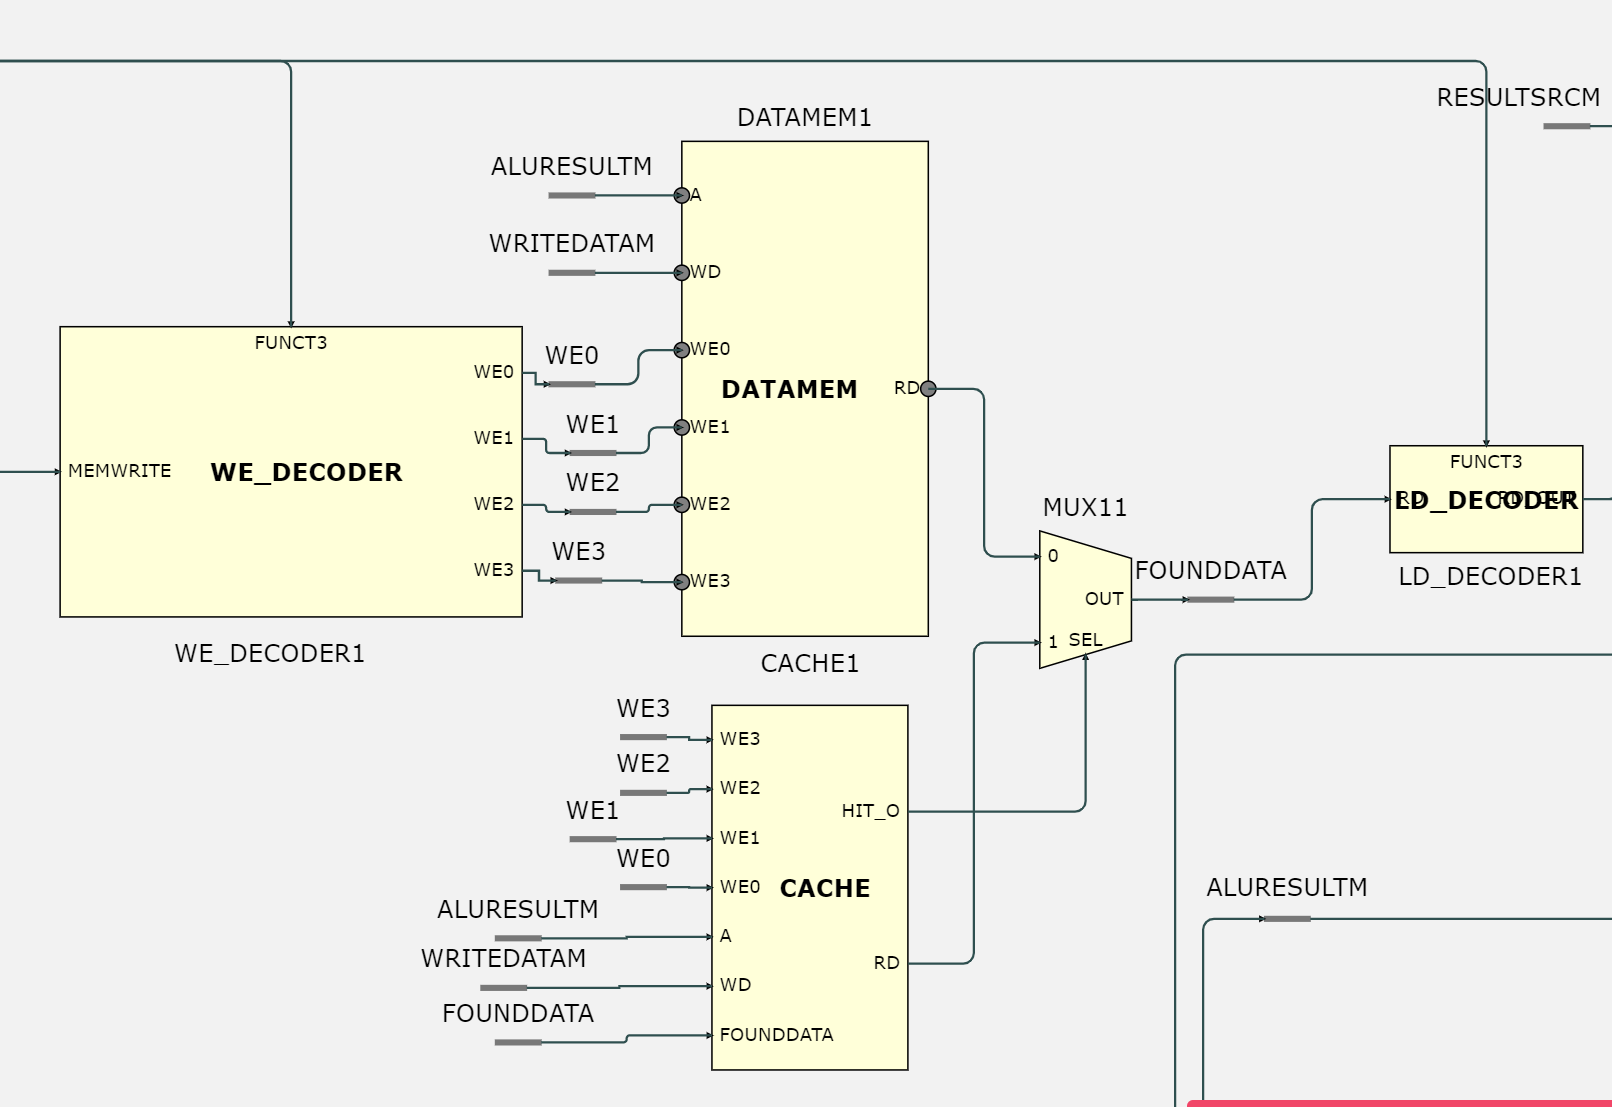 RESULTSRCM
DATAMEM1
ALURESULTM
A
WRITEDATAM
WD
FUNCT3
WE0
WE0
WE0
DATAMEM
RD
WE1
WE1
WE1
MEMWRITE
WE_DECODER
WE2
WE2
WE2
WE3
WE3
WE3
WE_DECODER1
MUX11
0
OUT
1
SEL
FOUNDDATA
FUNCT3
RD
LD_DECODER
RD_OUT
LD_DECODER1
CACHE1
WE3
WE3
WE2
WE2
HIT_O
WE1
WE1
WE0
WE0
CACHE
ALURESULTM
A
WRITEDATAM
RD
WD
FOUNDDATA
FOUNDDATA
ALURESULTM